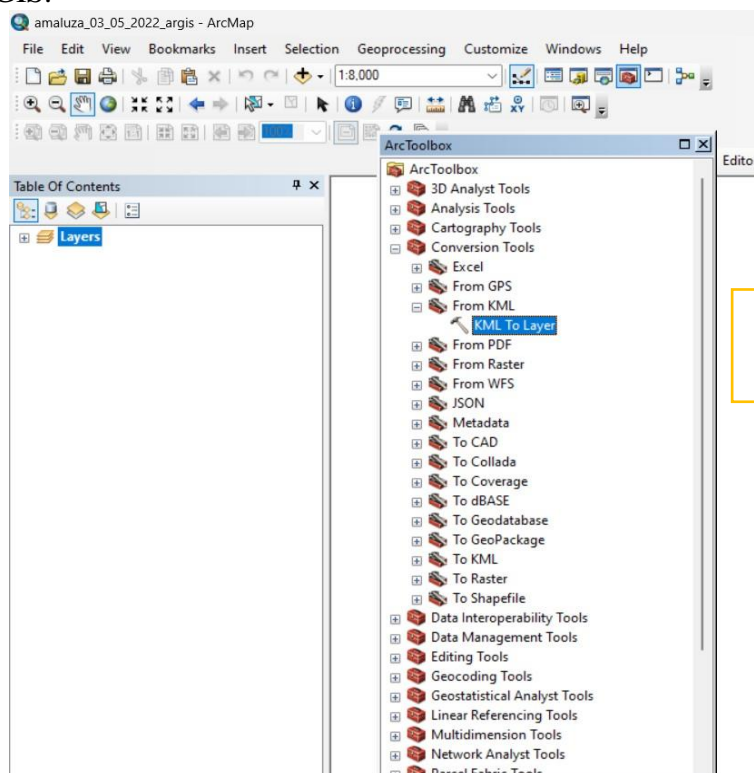 amaluza_03_05_2022_argis - ArcMap
File Edit View Bookmarks Insert Selection Geoprocessing Customize Windows Help
1:8,000
100%
ArcToolbox
Edito
ArcToolbox
Table Of Contents
Layers
3D Analyst Tools
Analysis Tools
Cartography Tools
Conversion Tools
Excel
From GPS
From KML
KML To Layer
From PDF
From Raster
From WFS
JSON
Metadata
To CAD
To Collada
To Coverage
To dBASE
To Geodatabase
To GeoPackage
To KML
To Raster
To Shapefile
Data Interoperability Tools
Data Management Tools
Editing Tools
Geocoding Tools
Geostatistical Analyst Tools
Linear Referencing Tools
Multidimension Tools
Network Analyst Tools
Parcel Fabric Tools